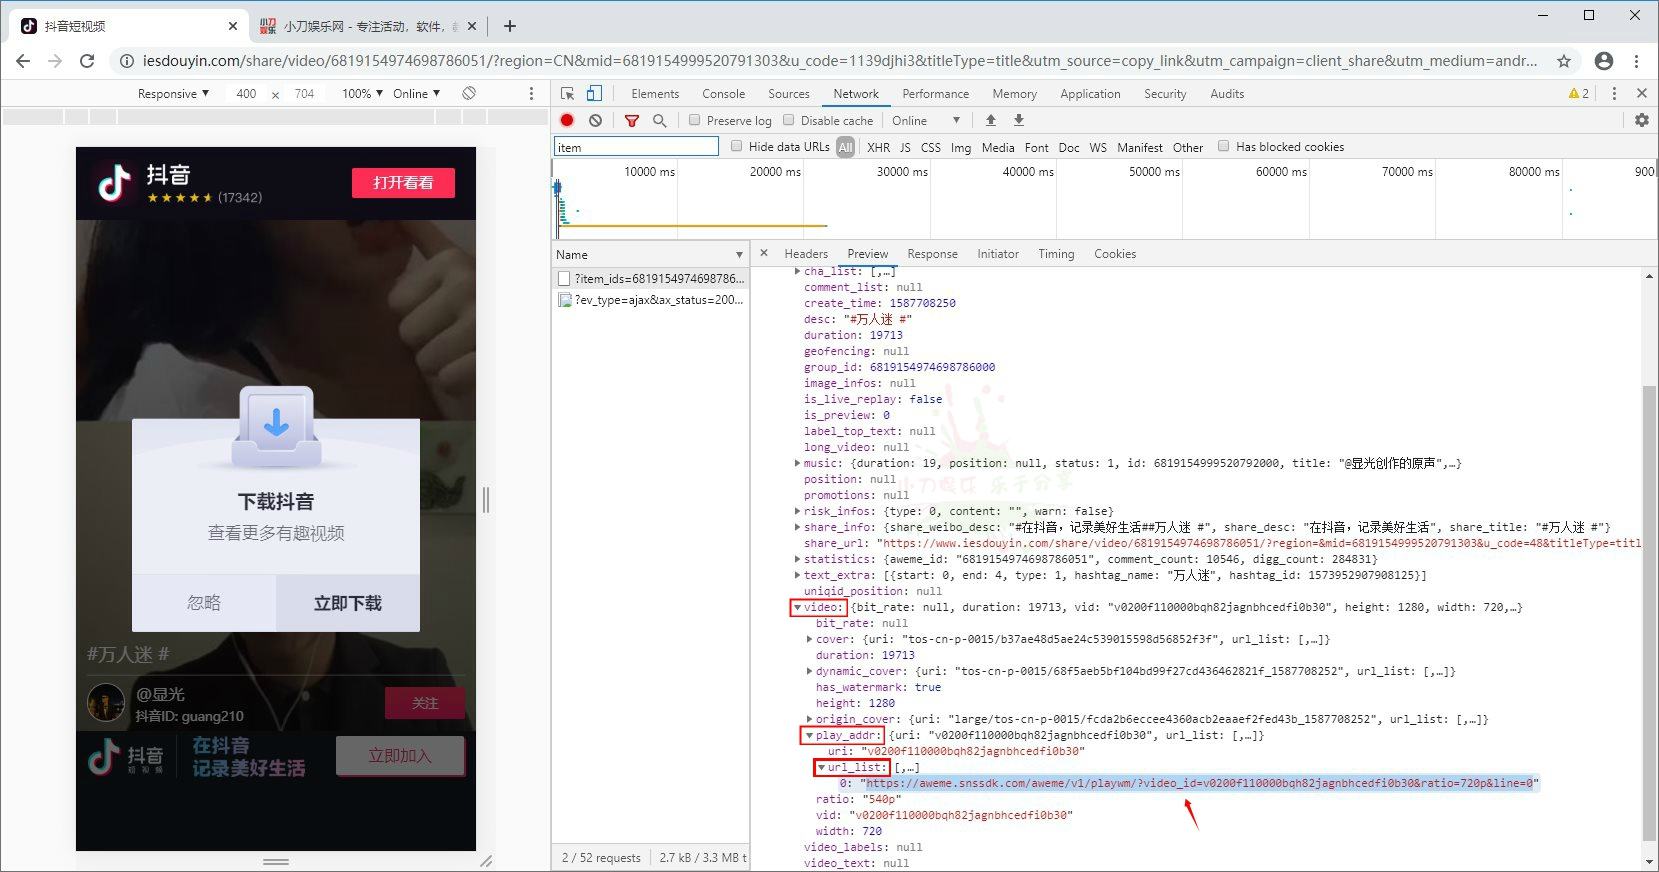 抖音短视频
小刀娱乐网 - 专注活动，软件，
iesdouyin.com/share/video/6819154974698786051/?region=CN&mid=6819154999520791303&u_code=1139djhi3&titleType=title&utm_source=copy_link&utm_campaign=client_share&utm_medium=andr...
Responsive ▼ 400 × 704 100% ▼ Online ▼
Elements Console Sources Network Performance Memory Application Security Audits 2
Preserve log Disable cache Online ▼
item Hide data URLs All XHR JS CSS Img Media Font Doc WS Manifest Other Has blocked cookies
10000 ms 20000 ms 30000 ms 40000 ms 50000 ms 60000 ms 70000 ms 80000 ms 900
抖音
(17342)
打开看看
下载抖音
查看更多有趣视频
忽略 立即下载
#万人迷 #
@显光
抖音ID: guang210
关注
抖音
短视频
在抖音
记录美好生活
立即加入
Name
?item_ids=6819154974698786...
?ev_type=ajax&ax_status=200...
2 / 52 requests 2.7 kB / 3.3 MB t
Headers Preview Response Initiator Timing Cookies
cha_list: [,…]
comment_list: null
create_time: 1587708250
desc: "#万人迷 #"
duration: 19713
geofencing: null
group_id: 6819154974698786000
image_infos: null
is_live_replay: false
is_preview: 0
label_top_text: null
long_video: null
music: {duration: 19, position: null, status: 1, id: 6819154999520792000, title: "@显光创作的原声",…}
position: null
promotions: null
risk_infos: {type: 0, content: "", warn: false}
share_info: {share_weibo_desc: "#在抖音，记录美好生活##万人迷 #", share_desc: "在抖音，记录美好生活", share_title: "#万人迷 #"}
share_url: "https://www.iesdouyin.com/share/video/6819154974698786051/?region=&mid=6819154999520791303&u_code=48&titleType=titl
statistics: {aweme_id: "6819154974698786051", comment_count: 10546, digg_count: 284831}
text_extra: [{start: 0, end: 4, type: 1, hashtag_name: "万人迷", hashtag_id: 1573952907908125}]
uniqid_position: null
video: {bit_rate: null, duration: 19713, vid: "v0200f110000bqh82jagnbhcedfi0b30", height: 1280, width: 720,…}
bit_rate: null
cover: {uri: "tos-cn-p-0015/b37ae48d5ae24c539015598d56852f3f", url_list: [,…]}
duration: 19713
dynamic_cover: {uri: "tos-cn-p-0015/68f5aeb5bf104bd99f27cd436462821f_1587708252", url_list: [,…]}
has_watermark: true
height: 1280
origin_cover: {uri: "large/tos-cn-p-0015/fcda2b6eccee4360acb2eaaef2fed43b_1587708252", url_list: [,…]}
play_addr: {uri: "v0200f110000bqh82jagnbhcedfi0b30", url_list: [,…]}
uri: "v0200f110000bqh82jagnbhcedfi0b30"
url_list: [,…]
0: "https://aweme.snssdk.com/aweme/v1/playwm/?video_id=v0200f110000bqh82jagnbhcedfi0b30&ratio=720p&line=0"
ratio: "540p"
vid: "v0200f110000bqh82jagnbhcedfi0b30"
width: 720
video_labels: null
video_text: null
小刀娱乐 乐于分享